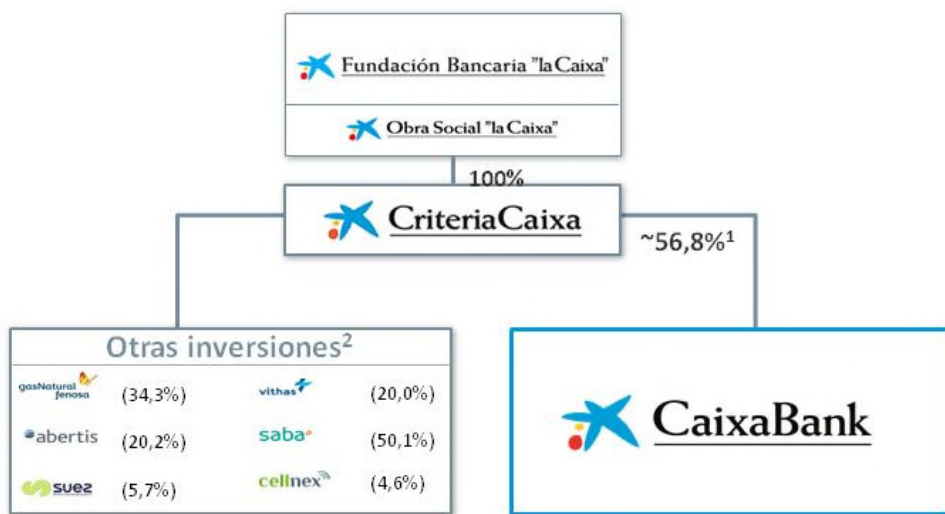 Fundación Bancaria "la Caixa"
Obra Social "la Caixa"
100%
CriteriaCaixa
~56,8%¹
Otras inversiones²
gasNatural
fenosa
(34,3%)
vithas
(20,0%)
abertis
(20,2%)
saba
(50,1%)
suez
(5,7%)
cellnex
(4,6%)
CaixaBank